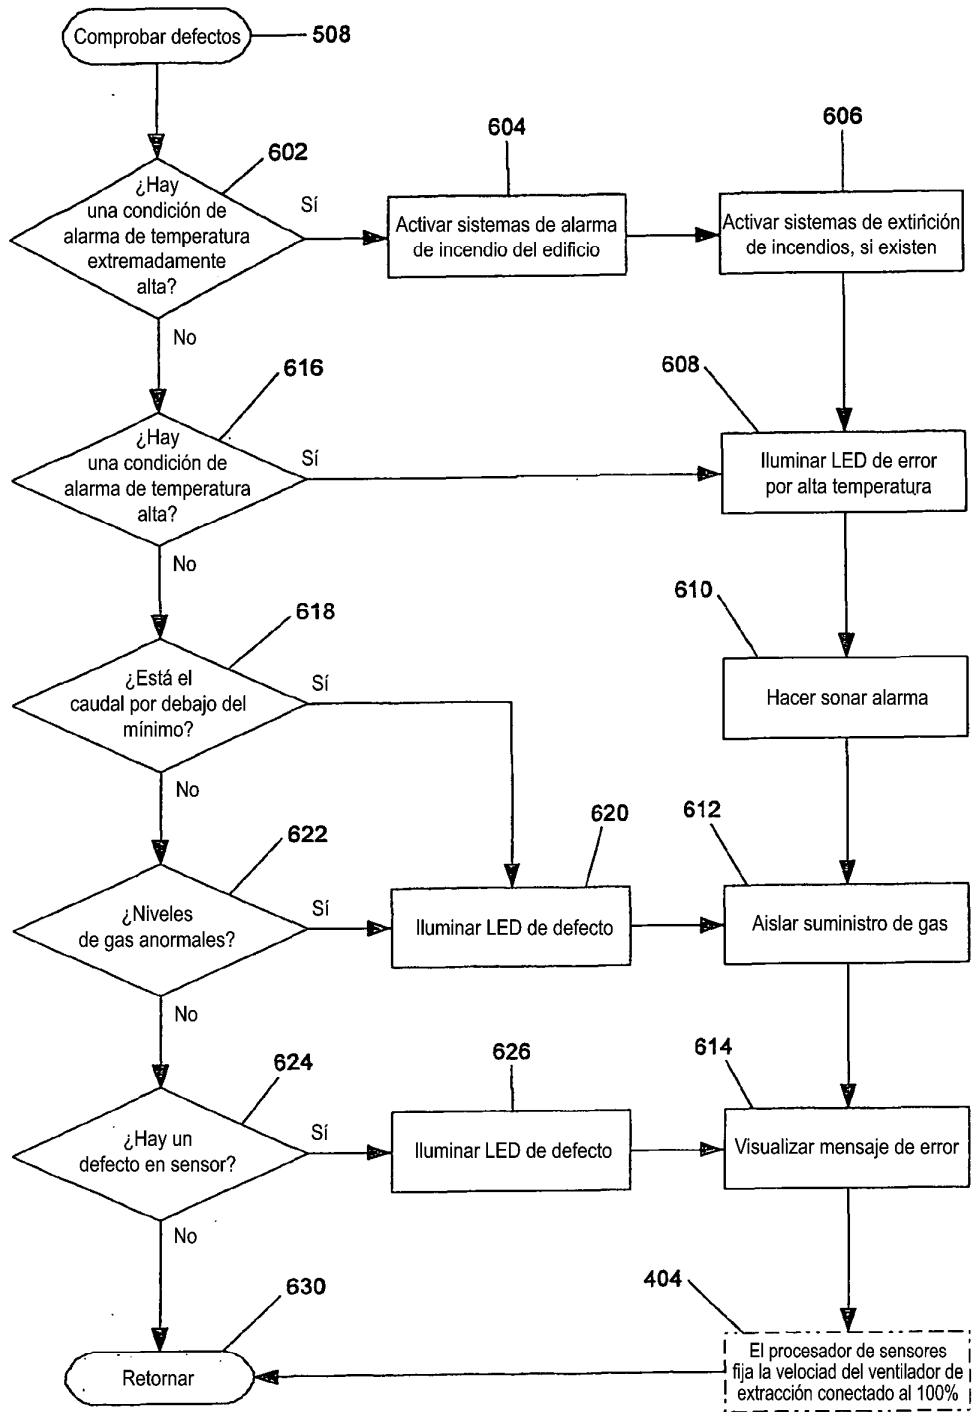 Comprobar defectos
508
602
¿Hay
una condición de
alarma de temperatura
extremadamente
alta?
Sí
No
604
Activar sistemas de alarma
de incendio del edificio
606
Activar sistemas de extinción
de incendios, si existen
616
¿Hay
una condición de
alarma de temperatura
alta?
Sí
No
608
Iluminar LED de error
por alta temperatura
618
¿Está el
caudal por debajo del
mínimo?
Sí
No
610
Hacer sonar alarma
622
¿Niveles
de gas anormales?
Sí
No
620
Iluminar LED de defecto
612
Aislar suministro de gas
624
¿Hay un
defecto en sensor?
Sí
No
626
Iluminar LED de defecto
614
Visualizar mensaje de error
630
Retornar
404
El procesador de sensores
fija la velociad del ventilador de
extracción conectado al 100%